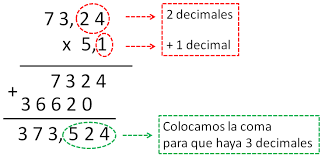 73,24
2 decimales
x 5,1
+ 1 decimal
7324
+
36620
373,524
Colocamos la coma
para que haya 3 decimales